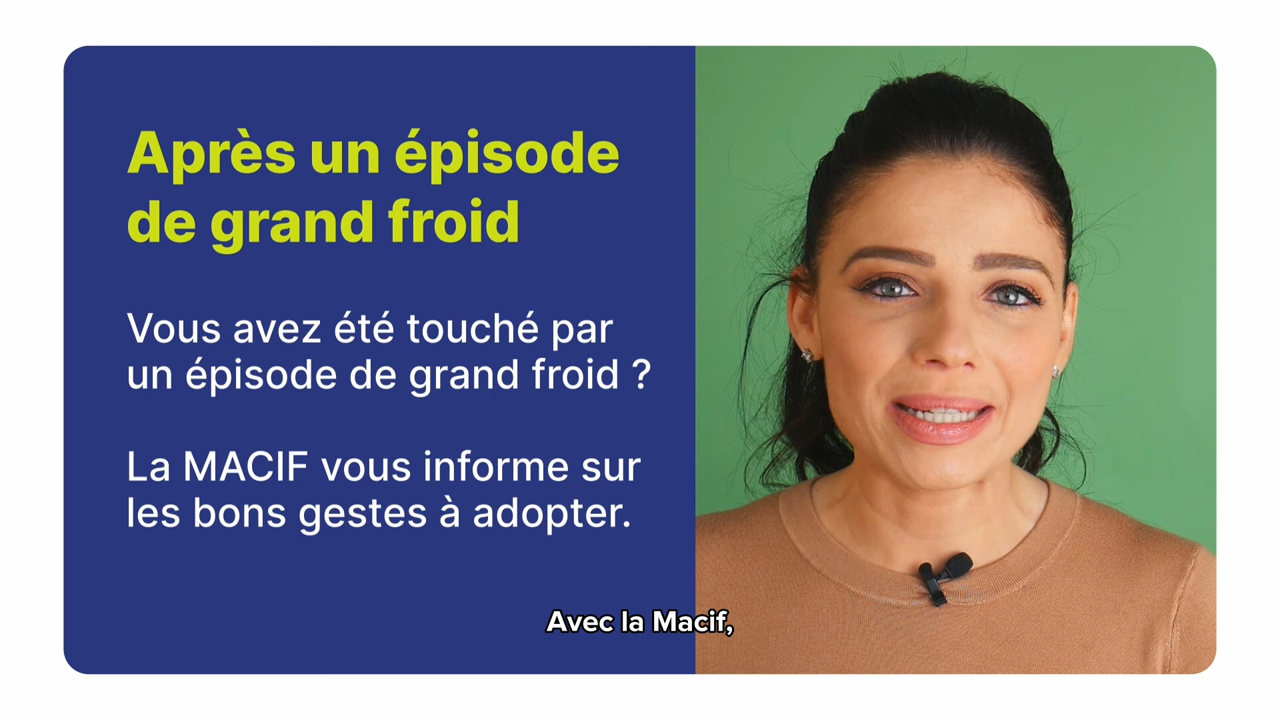 Après un épisode
de grand froid
Vous avez été touché par
un épisode de grand froid ?
La MACIF vous informe sur
les bons gestes à adopter.
Avec la Macif,